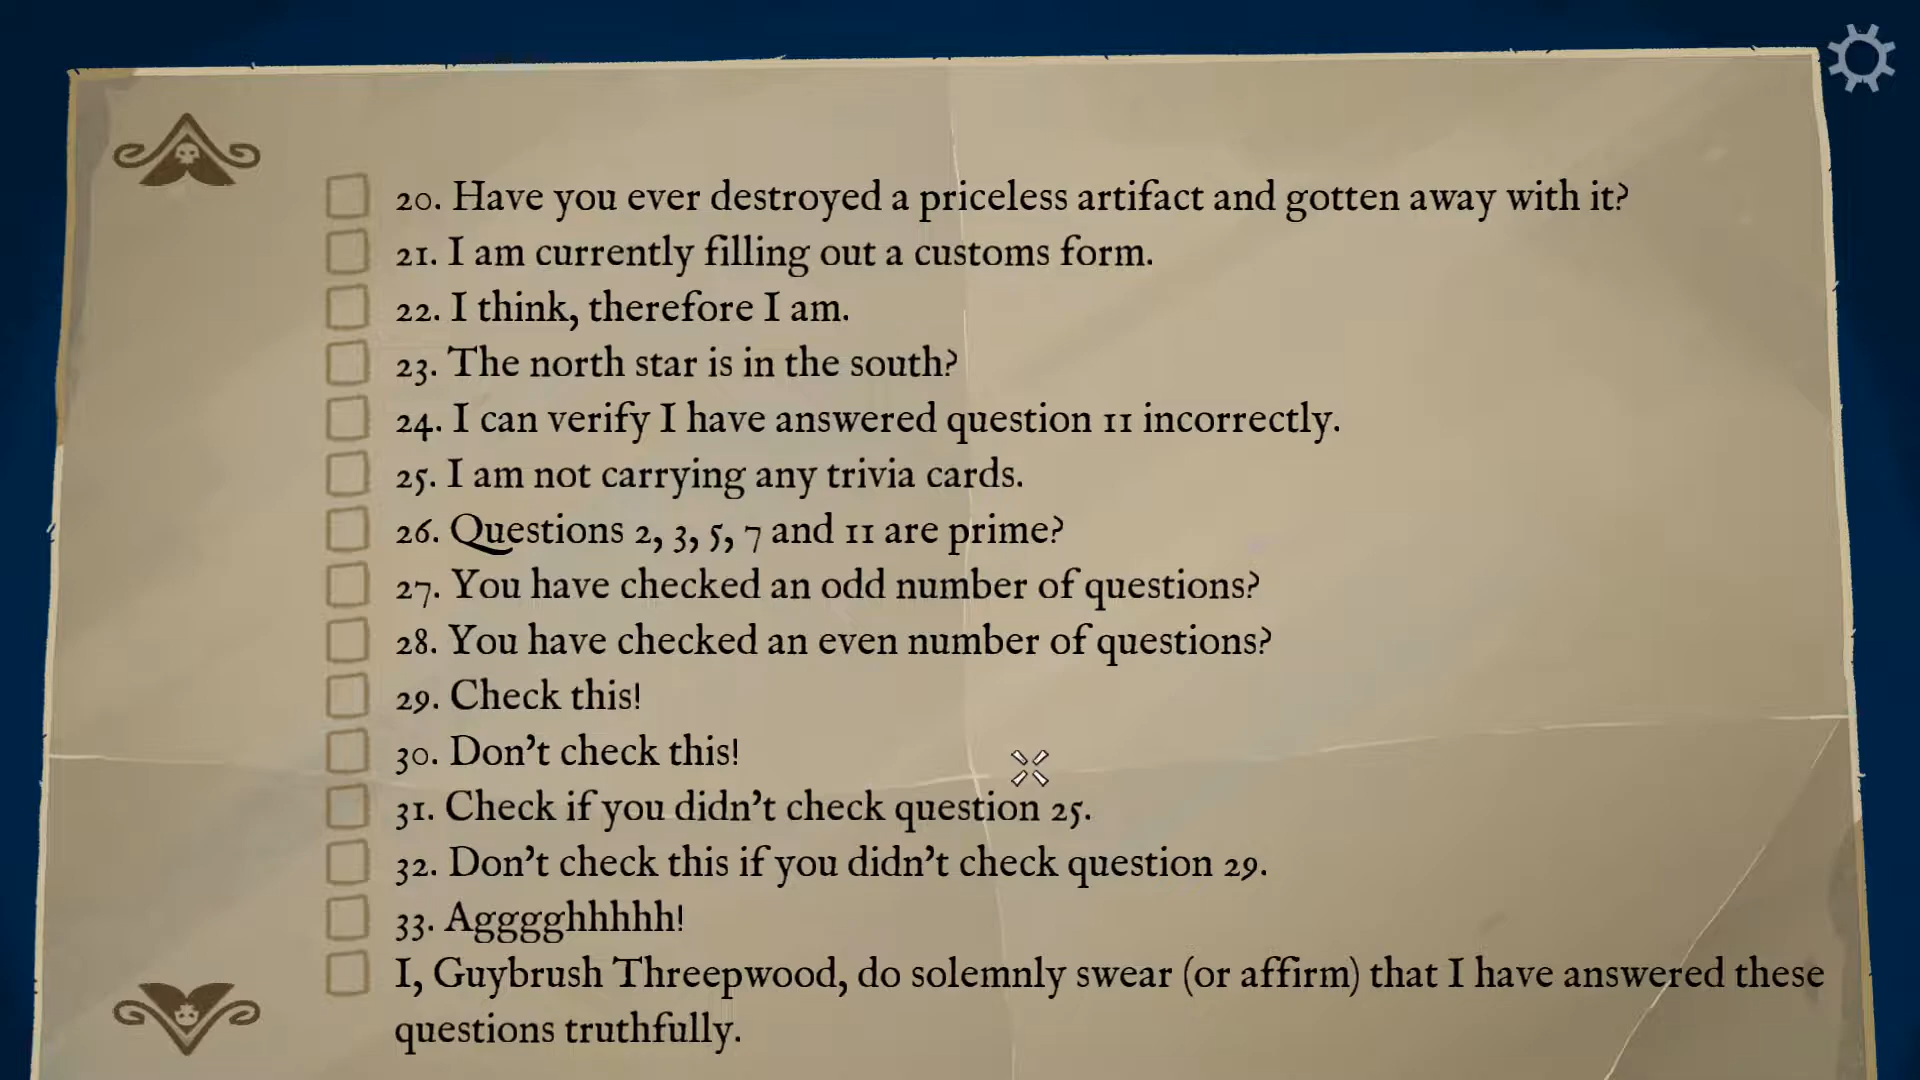 20. Have you ever destroyed a priceless artifact and gotten away with it?
21. I am currently filling out a customs form.
22. I think, therefore I am.
23. The north star is in the south?
24. I can verify I have answered question 11 incorrectly.
25. I am not carrying any trivia cards.
26. Questions 2, 3, 5, 7 and 11 are prime?
27. You have checked an odd number of questions?
28. You have checked an even number of questions?
29. Check this!
30. Don't check this!
31. Check if you didn't check question 25.
32. Don't check this if you didn't check question 29.
33. Agggghhhhh!
I, Guybrush Threepwood, do solemnly swear (or affirm) that I have answered these
questions truthfully.